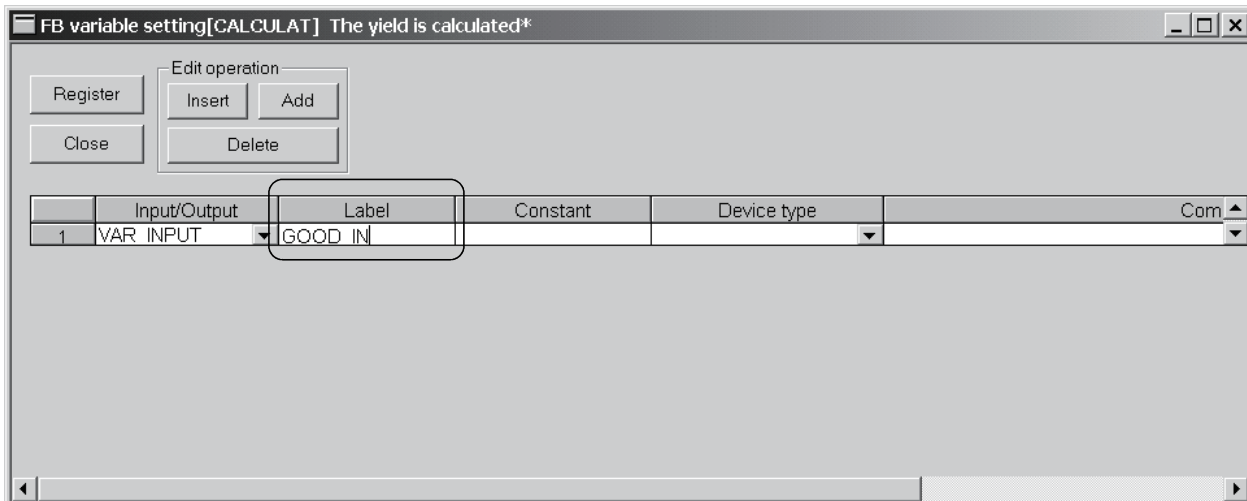 FB variable setting[CALCULAT] The yield is calculated*
Edit operation
Register
Insert
Add
Close
Delete
Input/Output Label Constant Device type Com
1 VAR_INPUT GOOD_IN